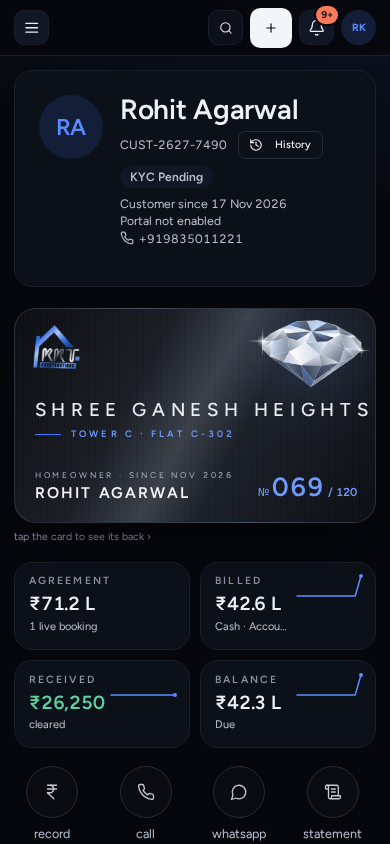 9+
RK
RA
Rohit Agarwal
CUST-2627-7490 History
KYC Pending
Customer since 17 Nov 2026
Portal not enabled
+919835011221
SHREE GANESH HEIGHTS
TOWER C · FLAT C-302
HOMEOWNER · SINCE NOV 2026
ROHIT AGARWAL
№ 069 / 120
tap the card to see its back ›
AGREEMENT
₹71.2 L
1 live booking
BILLED
₹42.6 L
Cash · Accou...
RECEIVED
₹26,250
cleared
BALANCE
₹42.3 L
Due
record call whatsapp statement